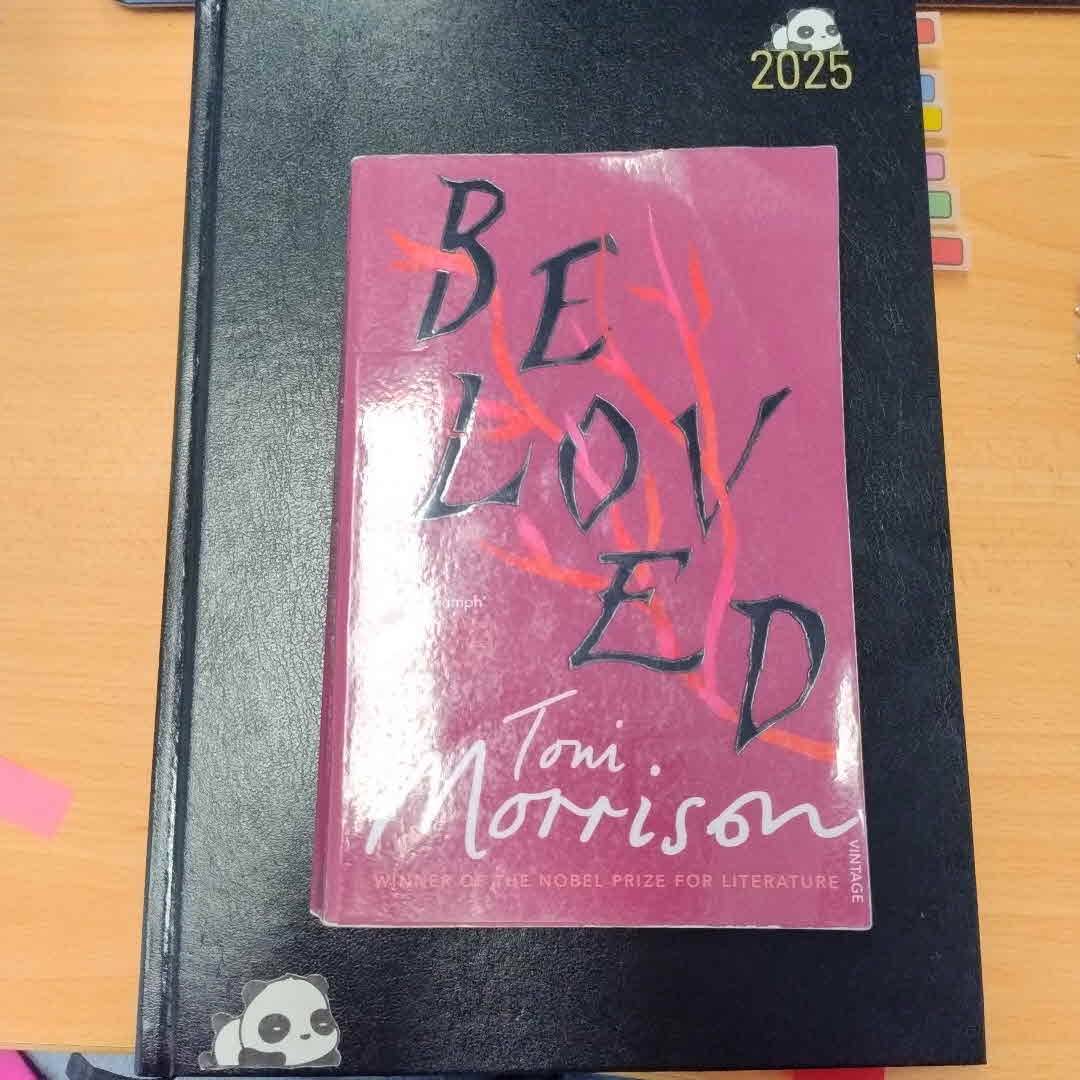 2025
BE
LOV
ED
Toni
Morrison
WINNER OF THE NOBEL PRIZE FOR LITERATURE
VINTAGE